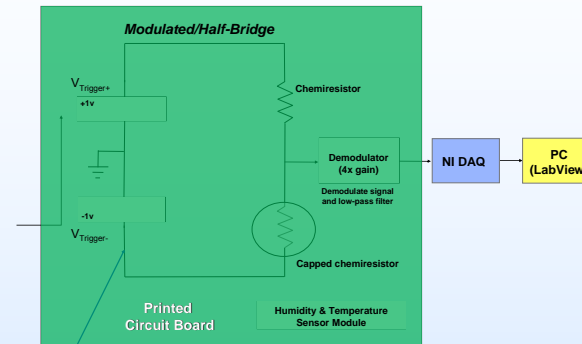 Modulated/Half-Bridge
VTrigger+
+1v
Chemiresistor
Demodulator
(4x gain)
Demodulate signal
and low-pass filter
NI DAQ
PC
(LabView
-1v
VTrigger-
Capped chemiresistor
Printed
Circuit Board
Humidity & Temperature
Sensor Module